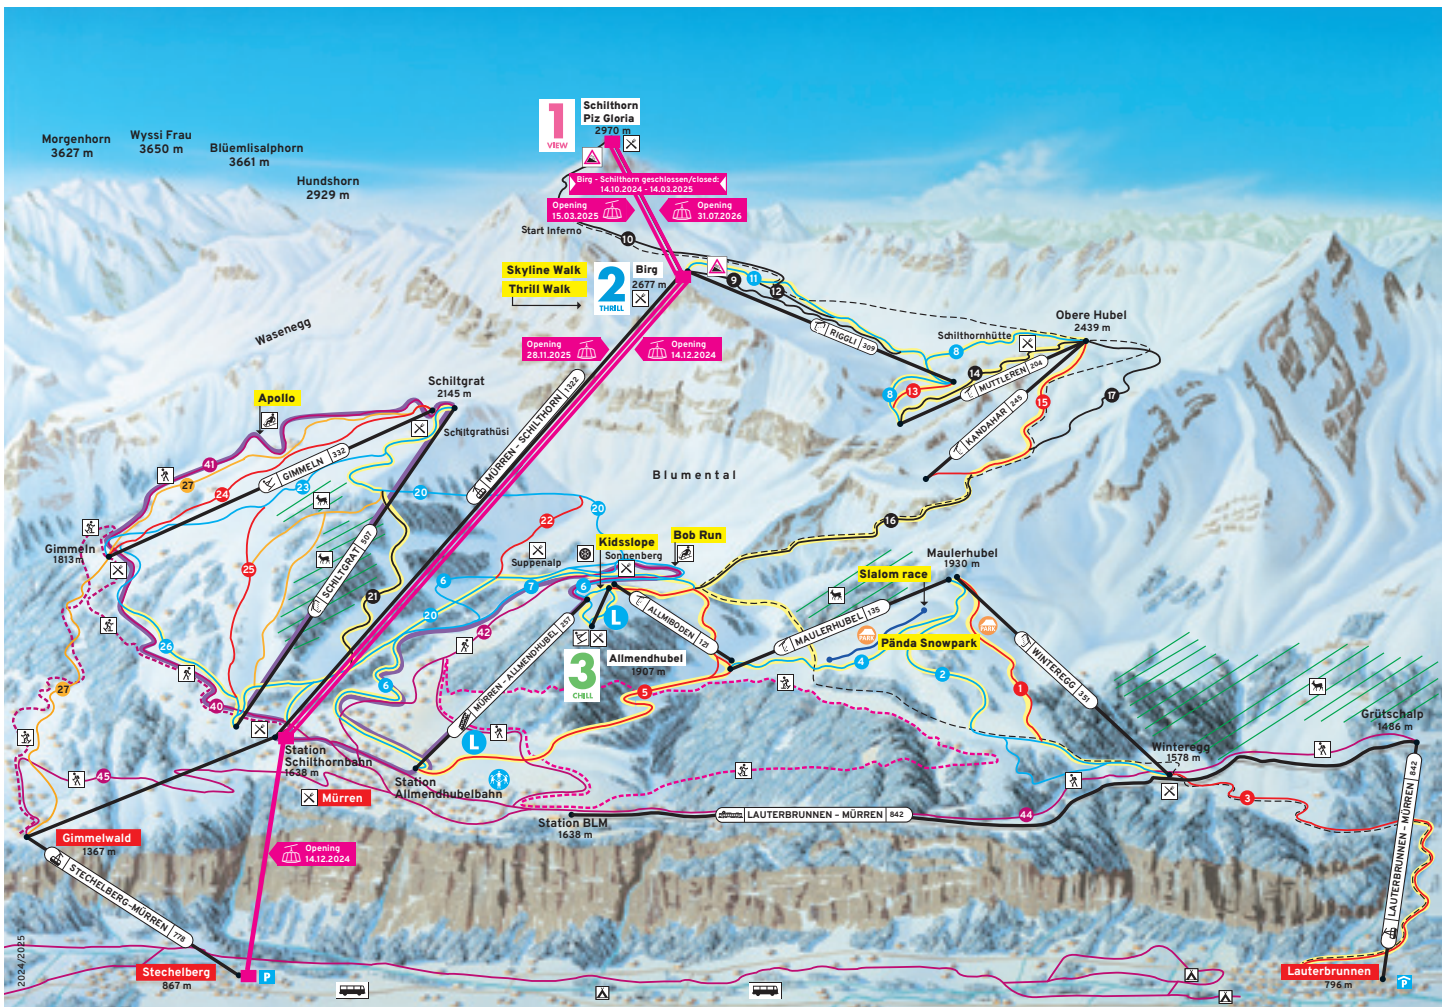 Morgenhorn
3627 m
Wyssi Frau
3650 m
Blüemlisalphorn
3661 m
Hundshorn
2929 m
1
VIEW
Schilthorn
Piz Gloria
2970 m
Birg - Schilthorn geschlossen/closed:
14.10.2024 - 14.03.2025
Opening
15.03.2025
Opening
31.07.2026
Start Inferno
10
Skyline Walk
Thrill Walk
2
THRILL
Birg
2677 m
9
11
12
RIGGLI 309
Opening
28.11.2025
Opening
14.12.2024
Schilthornhütte
Obere Hubel
2439 m
8
14
MUTTLEREN 204
8
13
15
17
KANDAHAR 245
Wasenegg
Apollo
Schiltgrat
2145 m
Schiltgrathüsi
MÜRREN - SCHILTHORN 1322
Blumental
41
27
24
GIMMELN 332
23
20
20
22
16
SCHILTGRAT 507
Gimmeln
1813 m
25
21
Suppenalp
Kidsslope
Sonnenberg
Bob Run
6
7
6
20
42
L
Maulerhubel
1930 m
Slalom race
MAULERHUBEL 135
PARK
PARK
Pända Snowpark
4
2
1
WINTEREGG 351
26
27
40
6
MÜRREN - ALLMENDHUBEL 257
ALLMIBODEN 121
3
CHILL
Allmendhubel
1907 m
5
L
Station
Schilthornbahn
1638 m
Station
Allmendhubelbahn
45
Mürren
Station BLM
1638 m
LAUTERBRUNNEN - MÜRREN 842
44
Winteregg
1578 m
3
Grütschalp
1486 m
LAUTERBRUNNEN - MÜRREN 842
Gimmelwald
1367 m
STECHELBERG-MÜRREN 778
Opening
14.12.2024
Stechelberg
867 m
P
Lauterbrunnen
796 m
P
2024/2025